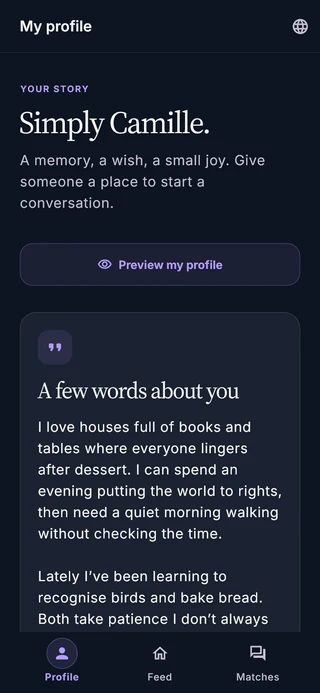 My profile
YOUR STORY
Simply Camille.
A memory, a wish, a small joy. Give
someone a place to start a
conversation.
Preview my profile
A few words about you
I love houses full of books and
tables where everyone lingers
after dessert. I can spend an
evening putting the world to rights,
then need a quiet morning walking
without checking the time.
Lately I’ve been learning to
recognise birds and bake bread.
Both take patience I don’t always
Profile
Feed
Matches